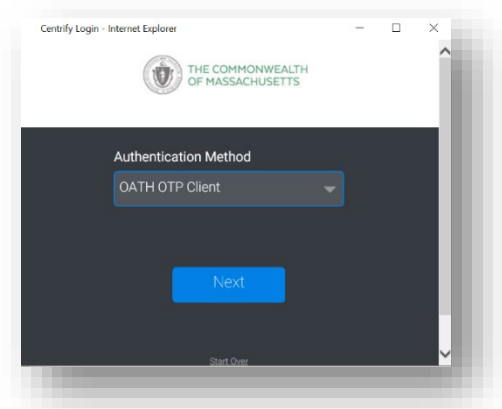 Centrify Login - Internet Explorer
THE COMMONWEALTH
OF MASSACHUSETTS
Authentication Method
OATH OTP Client
Next
Start Over